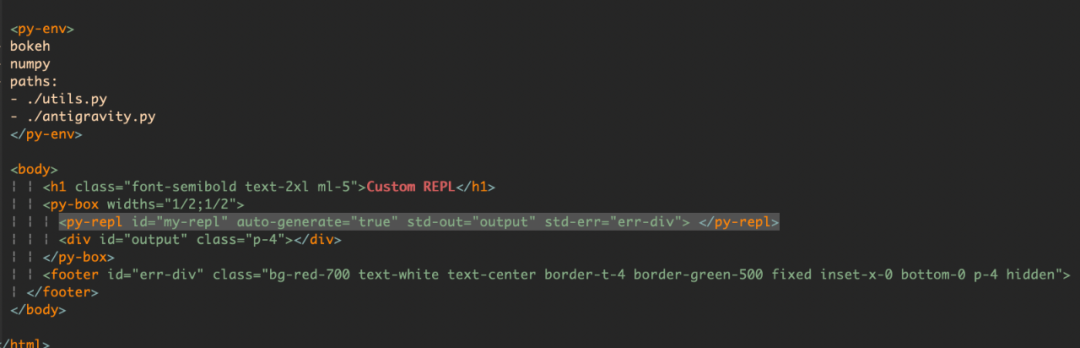 <py-env>
bokeh
numpy
paths:
- ./utils.py
- ./antigravity.py
</py-env>
<body>
<h1 class="font-semibold text-2xl ml-5">Custom REPL</h1>
<py-box widths="1/2;1/2">
<py-repl id="my-repl" auto-generate="true" std-out="output" std-err="err-div"> </py-repl>
<div id="output" class="p-4"></div>
</py-box>
<footer id="err-div" class="bg-red-700 text-white text-center border-t-4 border-green-500 fixed inset-x-0 bottom-0 p-4 hidden">
</footer>
</body>
</html>